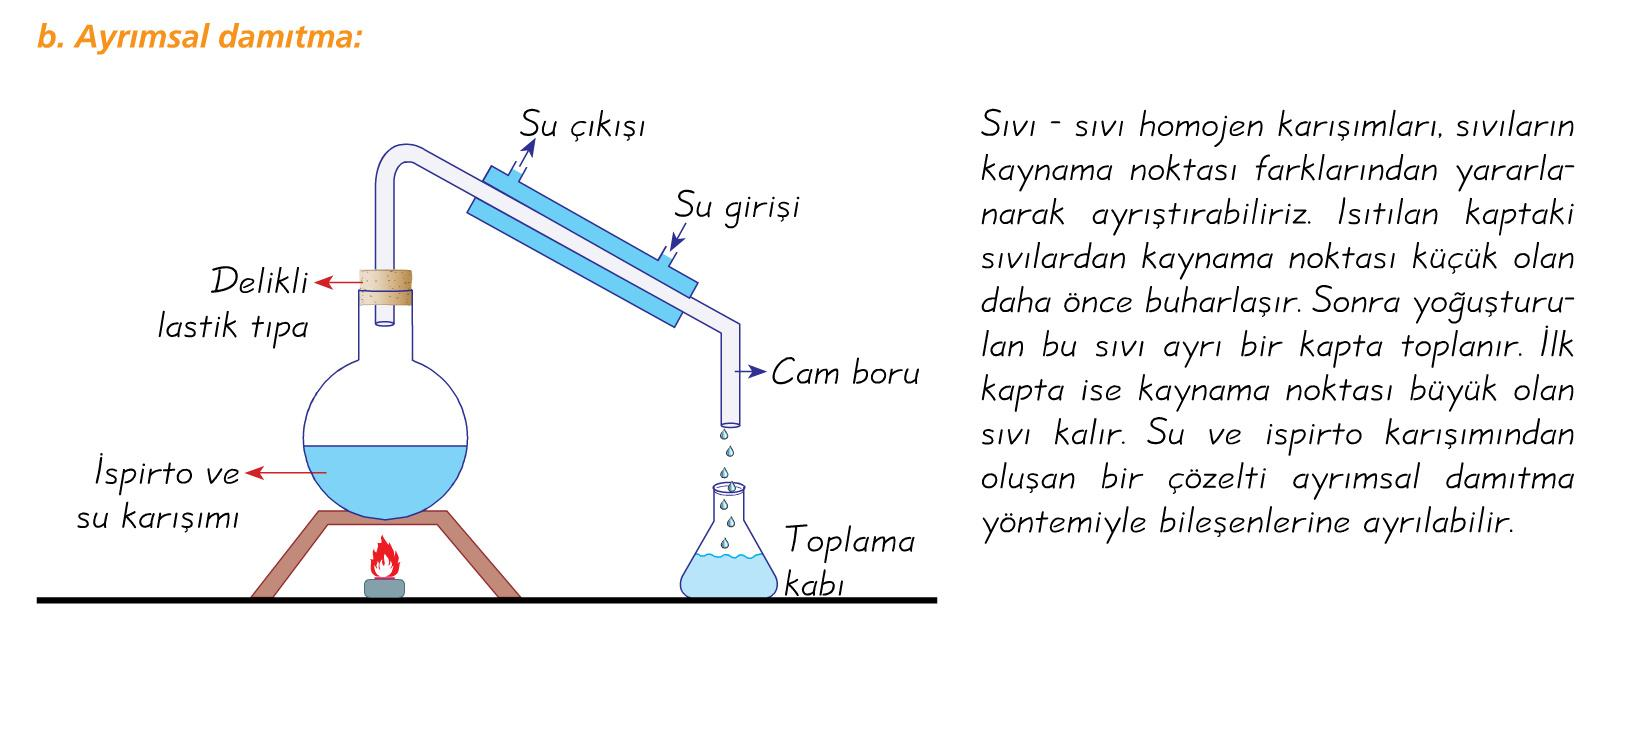 b. Ayrımsal damıtma:
Su çıkışı
Su girişi
Delikli
lastik tıpa
Cam boru
İspirto ve
su karışımı
Toplama
kabı
Sıvı - sıvı homojen karışımları, sıvıların
kaynama noktası farklarından yararla-
narak ayrıştırabiliriz. Isıtılan kaptaki
sıvılardan kaynama noktası küçük olan
daha önce buharlaşır. Sonra yoğuşturu-
lan bu sıvı ayrı bir kapta toplanır. İlk
kapta ise kaynama noktası büyük olan
sıvı kalır. Su ve ispirto karışımından
oluşan bir çözelti ayrımsal damıtma
yöntemiyle bileşenlerine ayrılabilir.